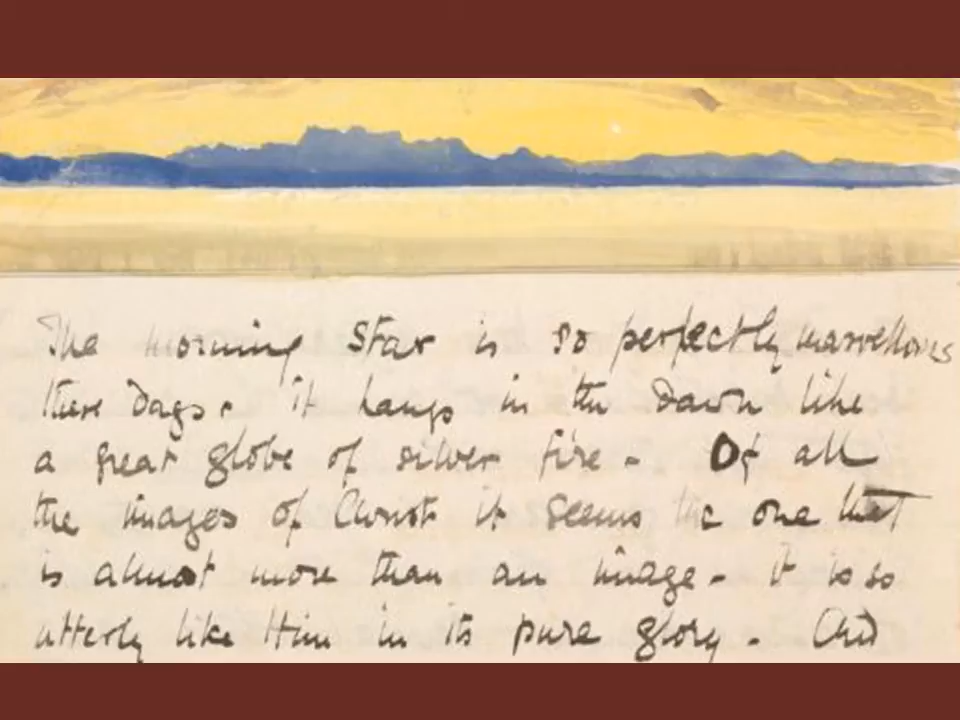 The morning star is so perfectly marvellous
these days. it hangs in the dawn like
a great globe of silver fire - Of all
the images of Christ it seems the one that
is almost more than an image - it is so
utterly like Him in its pure glory - And